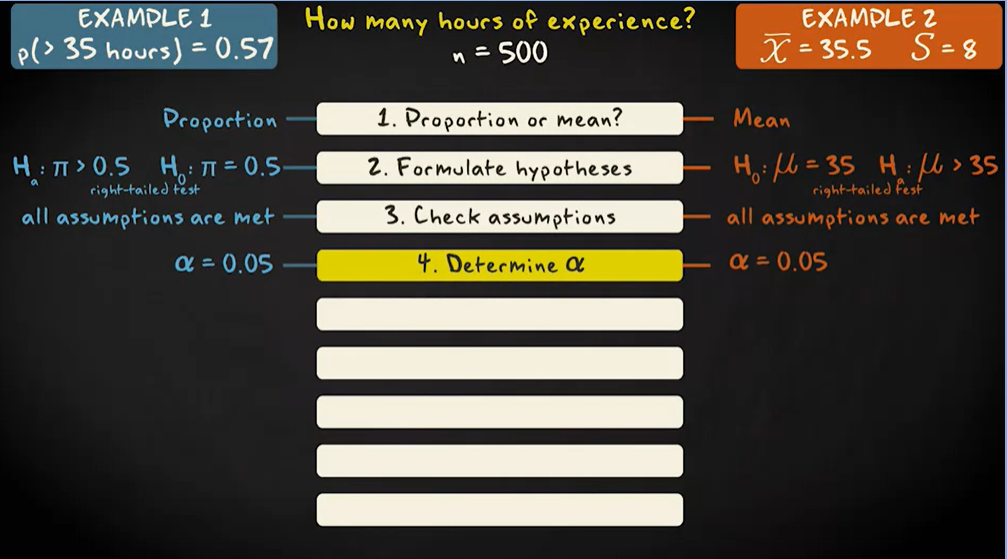 EXAMPLE 1
p(> 35 hours) = 0.57
How many hours of experience?
n = 500
EXAMPLE 2
x̅ = 35.5 S = 8
Proportion
1. Proportion or mean?
Mean
Hₐ: π > 0.5 H₀: π = 0.5
right-tailed test
2. Formulate hypotheses
H₀: μ = 35 Hₐ: μ > 35
right-tailed test
all assumptions are met
3. Check assumptions
all assumptions are met
α = 0.05
4. Determine α
α = 0.05